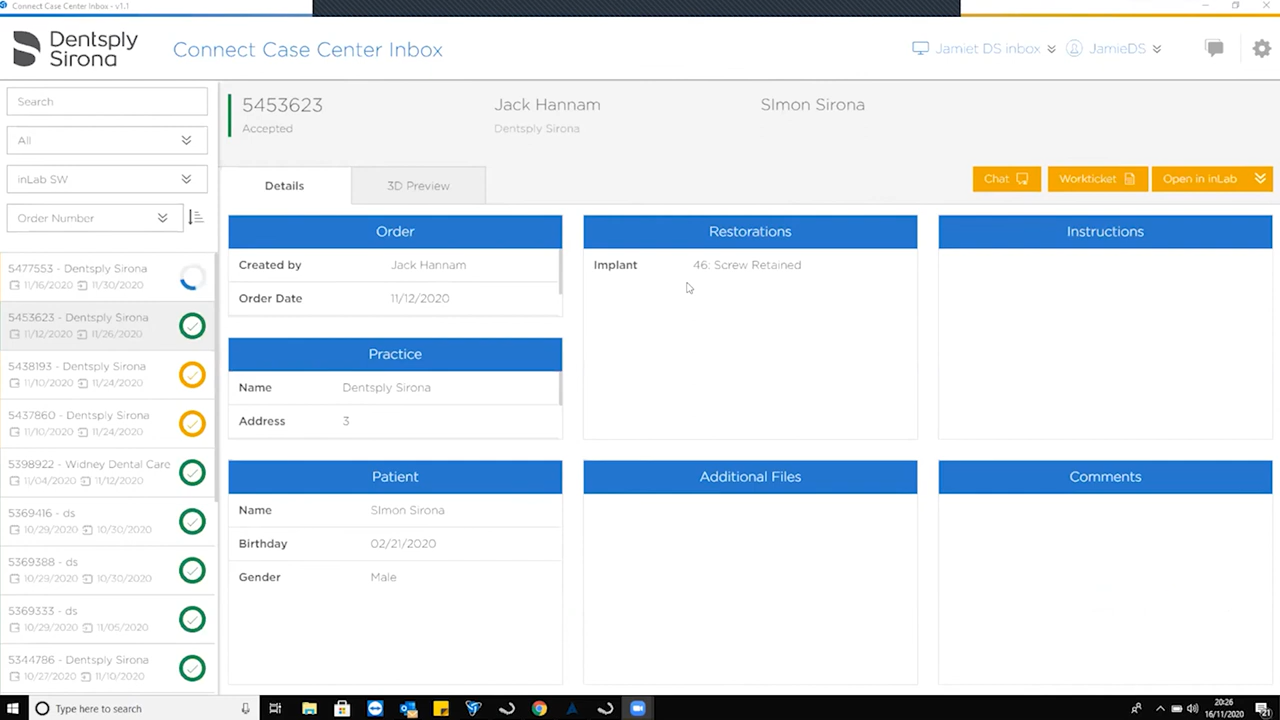 Connect Case Center Inbox - v1.1
Dentsply
Sirona
Connect Case Center Inbox
Jamiet DS inbox
JamieDS
Search
All
inLab SW
Order Number
5477553 - Dentsply Sirona
11/16/2020 11/30/2020
5453623 - Dentsply Sirona
11/12/2020 11/26/2020
5438193 - Dentsply Sirona
11/10/2020 11/24/2020
5437860 - Dentsply Sirona
11/10/2020 11/24/2020
5398922 - Widney Dental Care
11/04/2020 11/12/2020
5369416 - ds
10/29/2020 10/30/2020
5369388 - ds
10/29/2020 10/30/2020
5369333 - ds
10/29/2020 11/05/2020
5344786 - Dentsply Sirona
10/27/2020 11/10/2020
5453623
Accepted
Jack Hannam
Dentsply Sirona
SImon Sirona
Details
3D Preview
Chat
Workticket
Open in inLab
Order
Created by Jack Hannam
Order Date 11/12/2020
Practice
Name Dentsply Sirona
Address 3
Patient
Name SImon Sirona
Birthday 02/21/2020
Gender Male
Restorations
Implant 46: Screw Retained
Additional Files
Instructions
Comments
Type here to search
20:26
16/11/2020
21